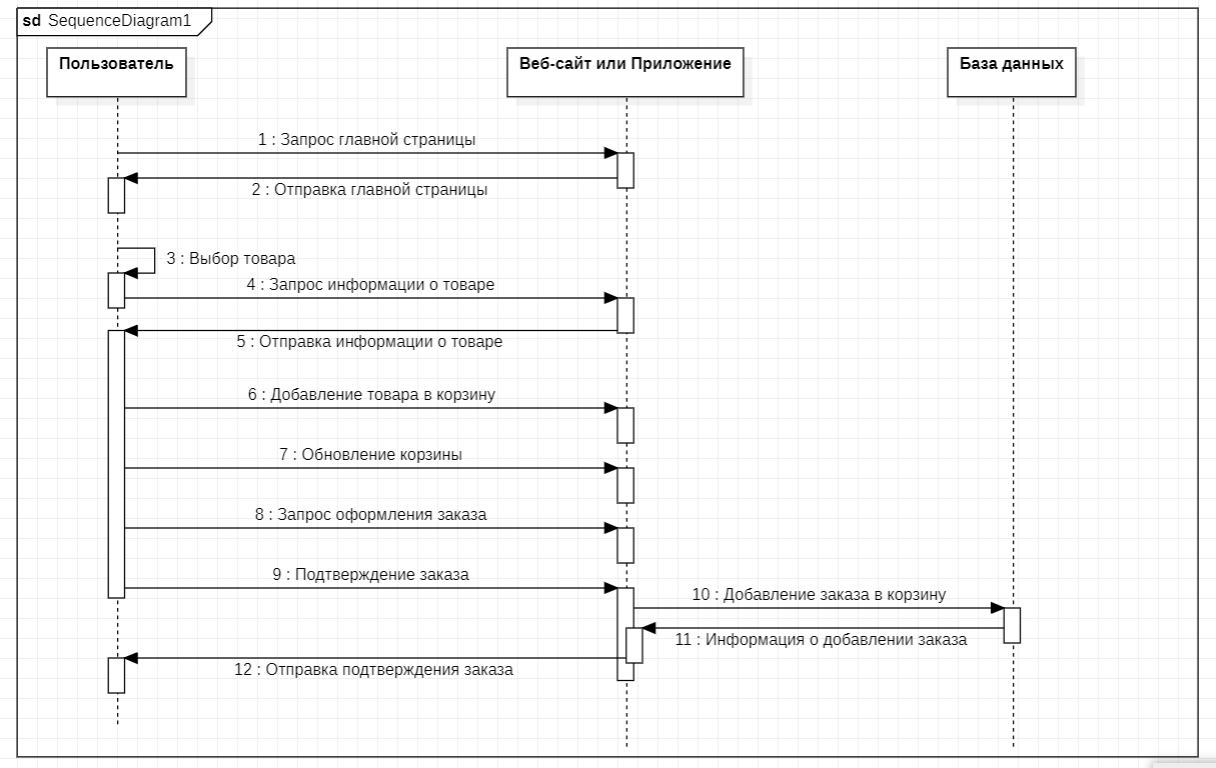 sd SequenceDiagram1
Пользователь
Веб-сайт или Приложение
База данных
1 : Запрос главной страницы
2 : Отправка главной страницы
3 : Выбор товара
4 : Запрос информации о товаре
5 : Отправка информации о товаре
6 : Добавление товара в корзину
7 : Обновление корзины
8 : Запрос оформления заказа
9 : Подтверждение заказа
10 : Добавление заказа в корзину
11 : Информация о добавлении заказа
12 : Отправка подтверждения заказа